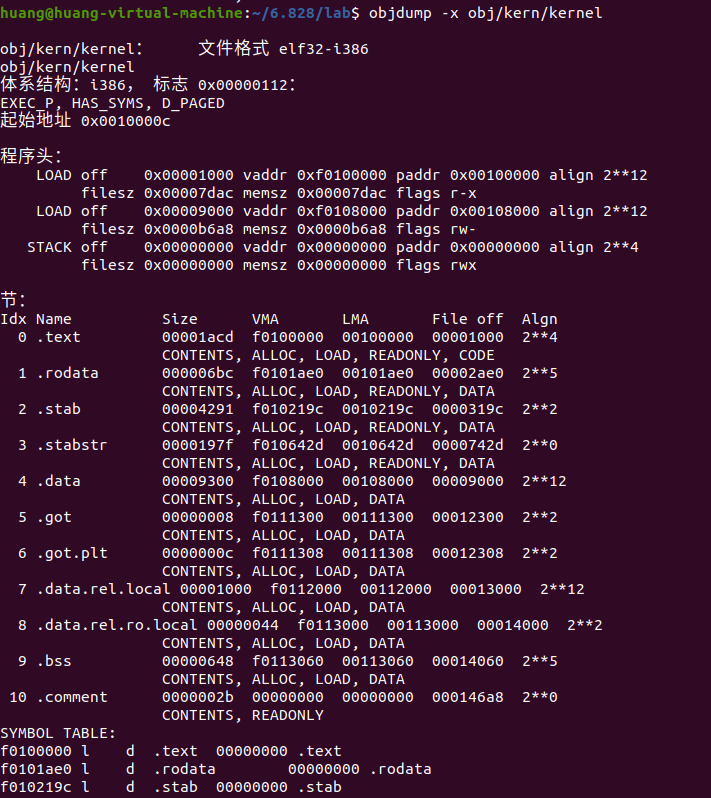 huang@huang-virtual-machine:~/6.828/lab$ objdump -x obj/kern/kernel
obj/kern/kernel：     文件格式 elf32-i386
obj/kern/kernel
体系结构：i386， 标志 0x00000112：
EXEC_P, HAS_SYMS, D_PAGED
起始地址 0x0010000c
程序头：
    LOAD off    0x00001000 vaddr 0xf0100000 paddr 0x00100000 align 2**12
         filesz 0x00007dac memsz 0x00007dac flags r-x
    LOAD off    0x00009000 vaddr 0xf0108000 paddr 0x00108000 align 2**12
         filesz 0x0000b6a8 memsz 0x0000b6a8 flags rw-
   STACK off    0x00000000 vaddr 0x00000000 paddr 0x00000000 align 2**4
         filesz 0x00000000 memsz 0x00000000 flags rwx
节：
Idx Name          Size      VMA       LMA       File off  Algn
  0 .text         00001acd  f0100000  00100000  00001000  2**4
                  CONTENTS, ALLOC, LOAD, READONLY, CODE
  1 .rodata       000006bc  f0101ae0  00101ae0  00002ae0  2**5
                  CONTENTS, ALLOC, LOAD, READONLY, DATA
  2 .stab         00004291  f010219c  0010219c  0000319c  2**2
                  CONTENTS, ALLOC, LOAD, READONLY, DATA
  3 .stabstr      0000197f  f010642d  0010642d  0000742d  2**0
                  CONTENTS, ALLOC, LOAD, READONLY, DATA
  4 .data         00009300  f0108000  00108000  00009000  2**12
                  CONTENTS, ALLOC, LOAD, DATA
  5 .got          00000008  f0111300  00111300  00012300  2**2
                  CONTENTS, ALLOC, LOAD, DATA
  6 .got.plt      0000000c  f0111308  00111308  00012308  2**2
                  CONTENTS, ALLOC, LOAD, DATA
  7 .data.rel.local 00001000  f0112000  00112000  00013000  2**12
                  CONTENTS, ALLOC, LOAD, DATA
  8 .data.rel.ro.local 00000044  f0113000  00113000  00014000  2**2
                  CONTENTS, ALLOC, LOAD, DATA
  9 .bss          00000648  f0113060  00113060  00014060  2**5
                  CONTENTS, ALLOC, LOAD, DATA
 10 .comment      0000002b  00000000  00000000  000146a8  2**0
                  CONTENTS, READONLY
SYMBOL TABLE:
f0100000 l    d  .text  00000000 .text
f0101ae0 l    d  .rodata        00000000 .rodata
f010219c l    d  .stab  00000000 .stab